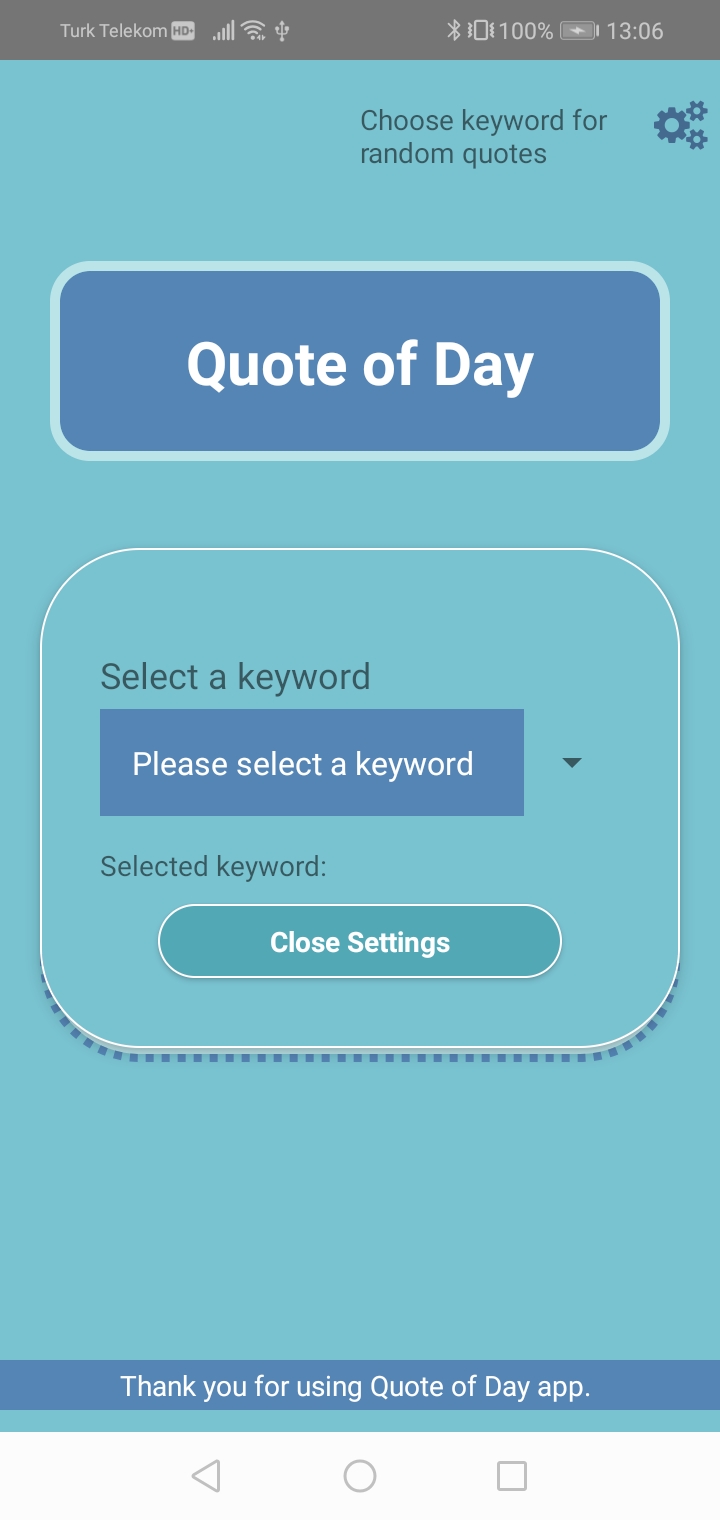 Turk Telekom HD+ 100% 13:06
Choose keyword for
random quotes
Quote of Day
Select a keyword
Please select a keyword
Selected keyword:
Close Settings
Thank you for using Quote of Day app.